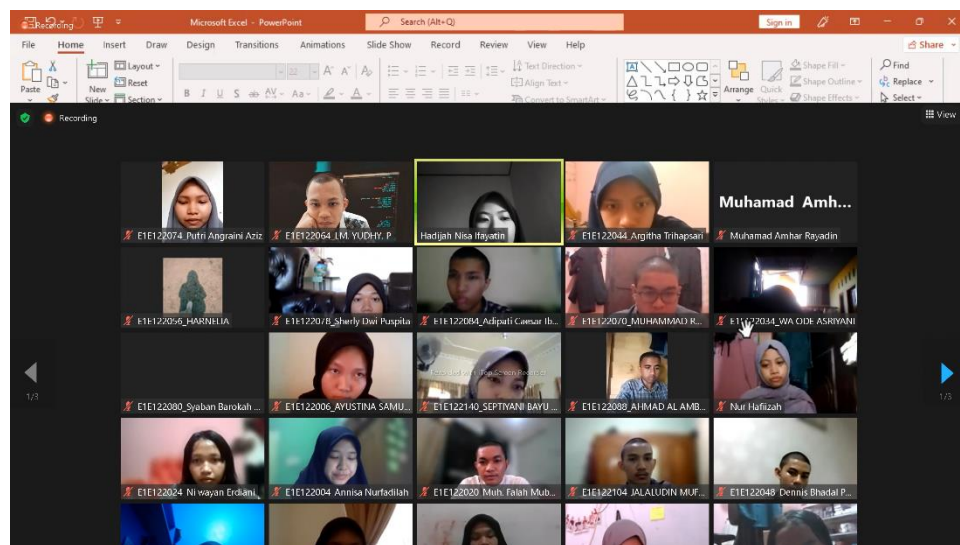 Recording
Microsoft Excel - PowerPoint
Search (Alt+Q)
Sign in
File Home Insert Draw Design Transitions Animations Slide Show Record Review View Help
Share
Paste
New
Slide
Layout
Reset
Section
32
Text Direction
Align Text
Convert to SmartArt
Arrange
Quick
Styles
Shape Fill
Shape Outline
Shape Effects
Find
Replace
Select
Recording
View
Muhamad Amh...
E1E122074_Putri Angraini Aziz
E1E122064_LM. YUDHY. P
Hadijah Nisa Ifayatin
E1E122044_Argitha Trihapsari
Muhamad Amhar Rayadin
E1E122056_HARNELIA
E1E122078_Sherly Dwi Puspita
E1E122084_Adipati Caesar Ib...
E1E122070_MUHAMMAD R...
E1E122034_WA ODE ASRIYANI
1/3
1/3
E1E122080_Syaban Barokah ...
E1E122006_AYUSTINA SAMU...
E1E122140_SEPTIYANI BAYU ...
E1E122088_AHMAD AL AMB...
Nur Hafiizah
E1E122024_Ni wayan Erdiani
E1E122004_Annisa Nurfadilah
E1E122020_Muh. Falah Mub...
E1E122104_JALALUDIN MUF...
E1E122048_Dennis Bhadal P...